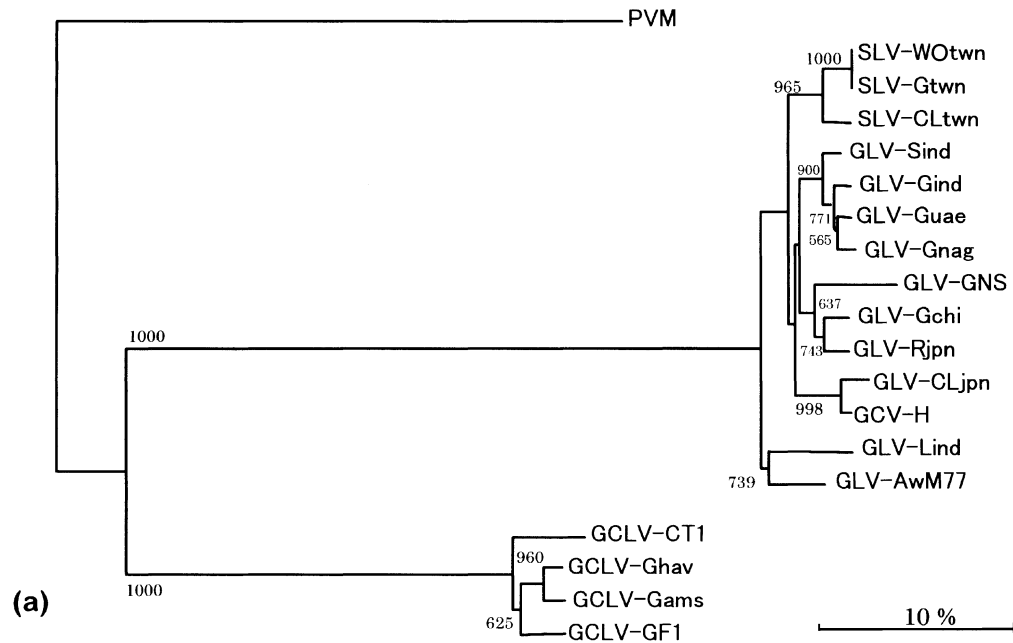 PVM
SLV-WOtwn
1000
SLV-Gtwn
965
SLV-CLtwn
GLV-Sind
900
GLV-Gind
771
GLV-Guae
565
GLV-Gnag
GLV-GNS
637
GLV-Gchi
1000
743
GLV-Rjpn
GLV-CLjpn
998
GCV-H
GLV-Lind
739
GLV-AwM77
GCLV-CT1
960
GCLV-Ghav
1000
(a)
GCLV-Gams
10 %
625
GCLV-GF1